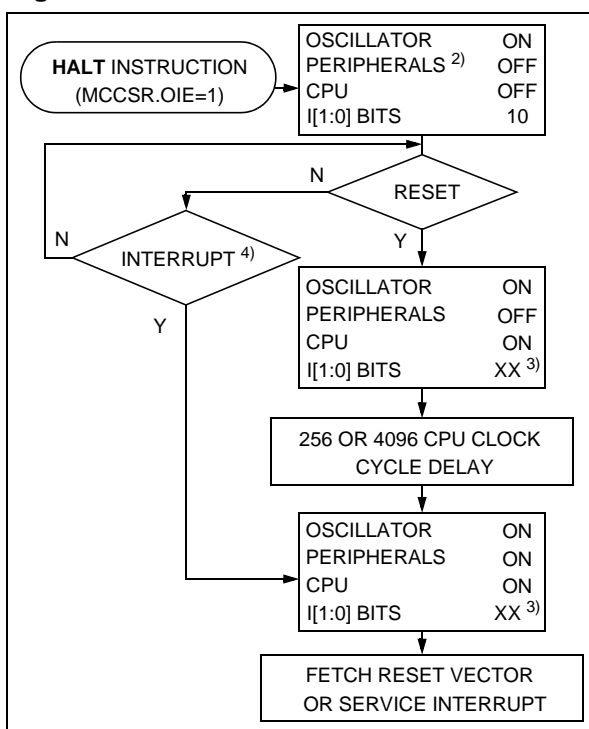 HALT INSTRUCTION
(MCCSR.OIE=1)
OSCILLATOR ON
PERIPHERALS 2) OFF
CPU OFF
I[1:0] BITS 10
RESET
N
Y
INTERRUPT 4)
N
Y
OSCILLATOR ON
PERIPHERALS OFF
CPU ON
I[1:0] BITS XX 3)
256 OR 4096 CPU CLOCK
CYCLE DELAY
OSCILLATOR ON
PERIPHERALS ON
CPU ON
I[1:0] BITS XX 3)
FETCH RESET VECTOR
OR SERVICE INTERRUPT